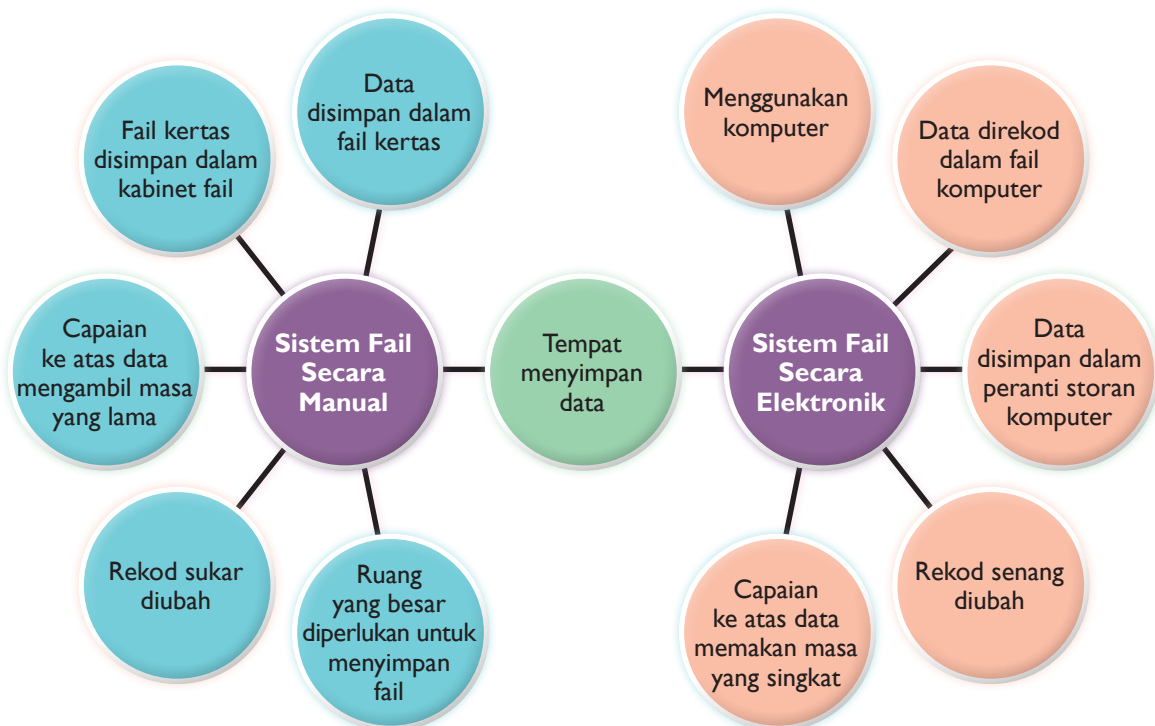 Data
disimpan dalam
fail kertas
Fail kertas
disimpan dalam
kabinet fail
Capaian
ke atas data
mengambil masa
yang lama
Rekod sukar
diubah
Ruang
yang besar
diperlukan untuk
menyimpan
fail
Sistem Fail
Secara
Manual
Tempat
menyimpan
data
Sistem Fail
Secara
Elektronik
Menggunakan
komputer
Data direkod
dalam fail
komputer
Data
disimpan dalam
peranti storan
komputer
Rekod senang
diubah
Capaian
ke atas data
memakan masa
yang singkat